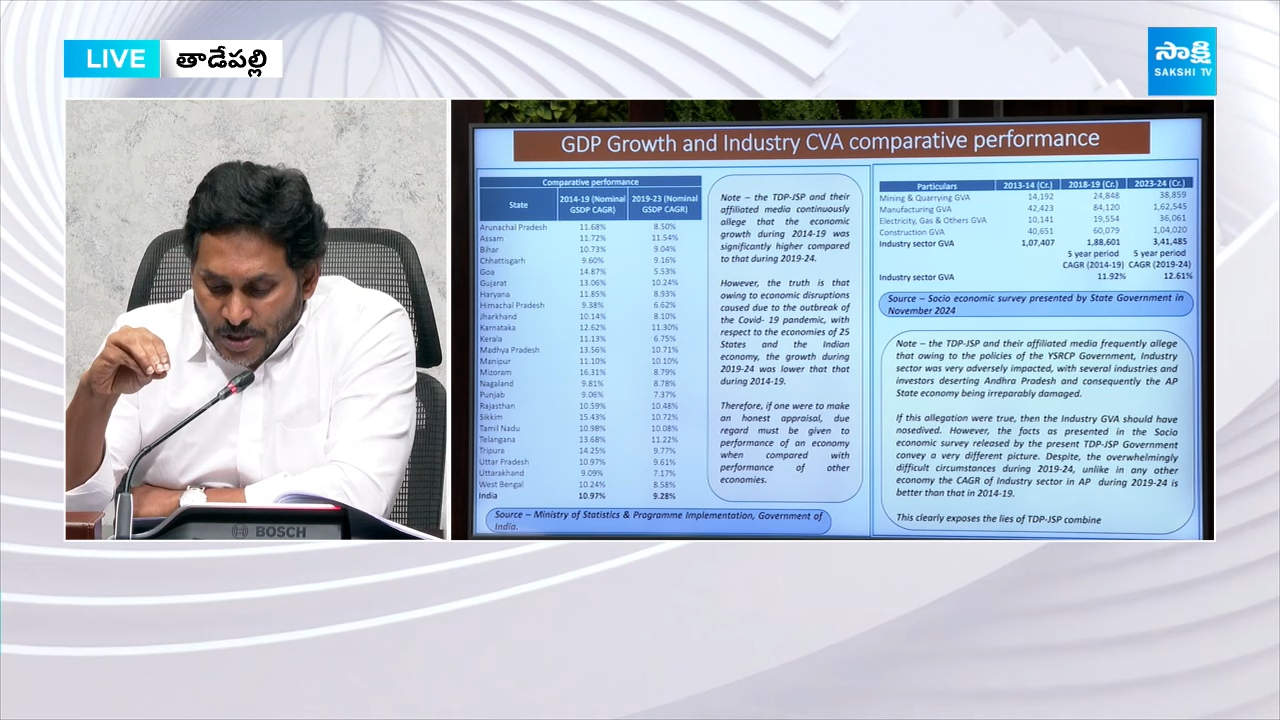 LIVE తాడేపల్లి
సాక్షి
SAKSHI TV
BOSCH
GDP Growth and Industry CVA comparative performance
Comparative performance
State 2014-19 (Nominal GSDP CAGR) 2019-23 (Nominal GSDP CAGR)
Arunachal Pradesh 11.68% 8.50%
Assam 11.72% 11.54%
Bihar 10.73% 9.04%
Chhattisgarh 9.60% 9.16%
Goa 14.87% 5.53%
Gujarat 13.06% 10.24%
Haryana 11.85% 8.93%
Himachal Pradesh 9.38% 6.62%
Jharkhand 10.14% 8.10%
Karnataka 12.62% 11.30%
Kerala 11.13% 6.75%
Madhya Pradesh 13.56% 10.71%
Manipur 11.10% 10.10%
Mizoram 16.31% 8.79%
Nagaland 9.81% 8.78%
Punjab 9.06% 7.37%
Rajasthan 10.59% 10.48%
Sikkim 15.43% 10.72%
Tamil Nadu 10.98% 10.08%
Telangana 13.68% 11.22%
Tripura 14.25% 9.77%
Uttar Pradesh 10.97% 9.61%
Uttarakhand 9.09% 7.17%
West Bengal 10.24% 8.58%
India 10.97% 9.28%
Source – Ministry of Statistics & Programme Implementation, Government of
India.
Note – the TDP-JSP and their
affiliated media continuously
allege that the economic
growth during 2014-19 was
significantly higher compared
to that during 2019-24.
However, the truth is that
owing to economic disruptions
caused due to the outbreak of
the Covid- 19 pandemic, with
respect to the economies of 25
States and the Indian
economy, the growth during
2019-24 was lower that that
during 2014-19.
Therefore, if one were to make
an honest appraisal, due
regard must be given to
performance of an economy
when compared with
performance of other
economies.
Particulars 2013-14 (Cr.) 2018-19 (Cr.) 2023-24 (Cr.)
Mining & Quarrying GVA 14,192 24,848 38,859
Manufacturing GVA 42,423 84,120 1,62,545
Electricity, Gas & Others GVA 10,141 19,554 36,061
Construction GVA 40,651 60,079 1,04,020
Industry sector GVA 1,07,407 1,88,601 3,41,485
5 year period 5 year period
CAGR (2014-19) CAGR (2019-24)
Industry sector GVA 11.92% 12.61%
Source – Socio economic survey presented by State Government in
November 2024
Note – the TDP-JSP and their affiliated media frequently allege
that owing to the policies of the YSRCP Government, Industry
sector was very adversely impacted, with several industries and
investors deserting Andhra Pradesh and consequently the AP
State economy being irreparably damaged.
If this allegation were true, then the Industry GVA should have
nosedived. However, the facts as presented in the Socio
economic survey released by the present TDP-JSP Government
convey a very different picture. Despite, the overwhelmingly
difficult circumstances during 2019-24, unlike in any other
economy the CAGR of Industry sector in AP during 2019-24 is
better than that in 2014-19.
This clearly exposes the lies of TDP-JSP combine